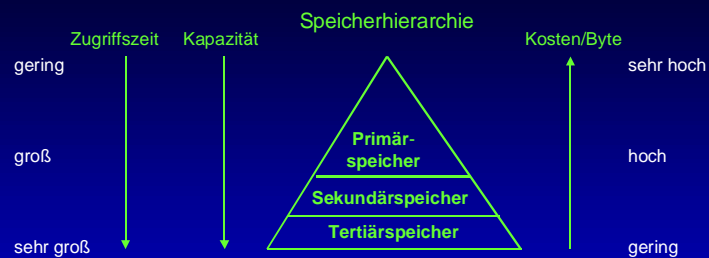 Speicherhierarchie
Zugriffszeit Kapazität Kosten/Byte
gering sehr hoch
Primär-
speicher
groß hoch
Sekundärspeicher
Tertiärspeicher
sehr groß gering